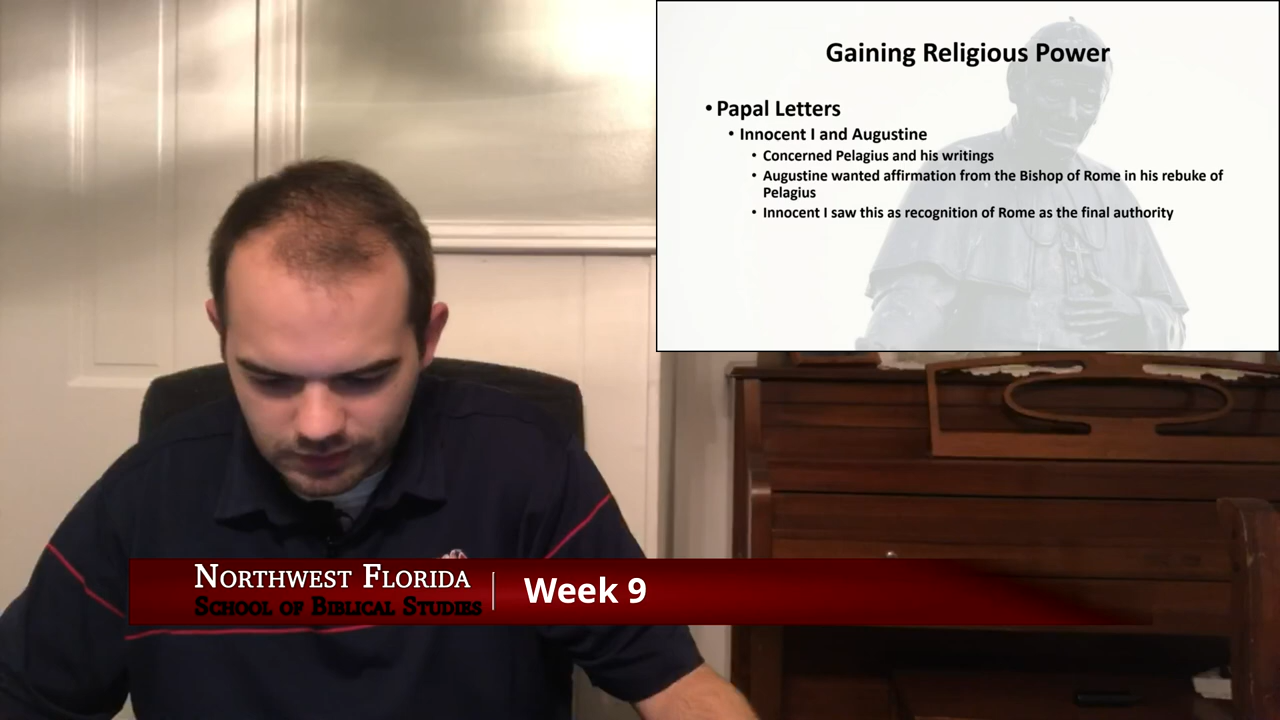 Gaining Religious Power
• Papal Letters
• Innocent I and Augustine
• Concerned Pelagius and his writings
• Augustine wanted affirmation from the Bishop of Rome in his rebuke of
Pelagius
• Innocent I saw this as recognition of Rome as the final authority
Northwest Florida
School of Biblical Studies
Week 9